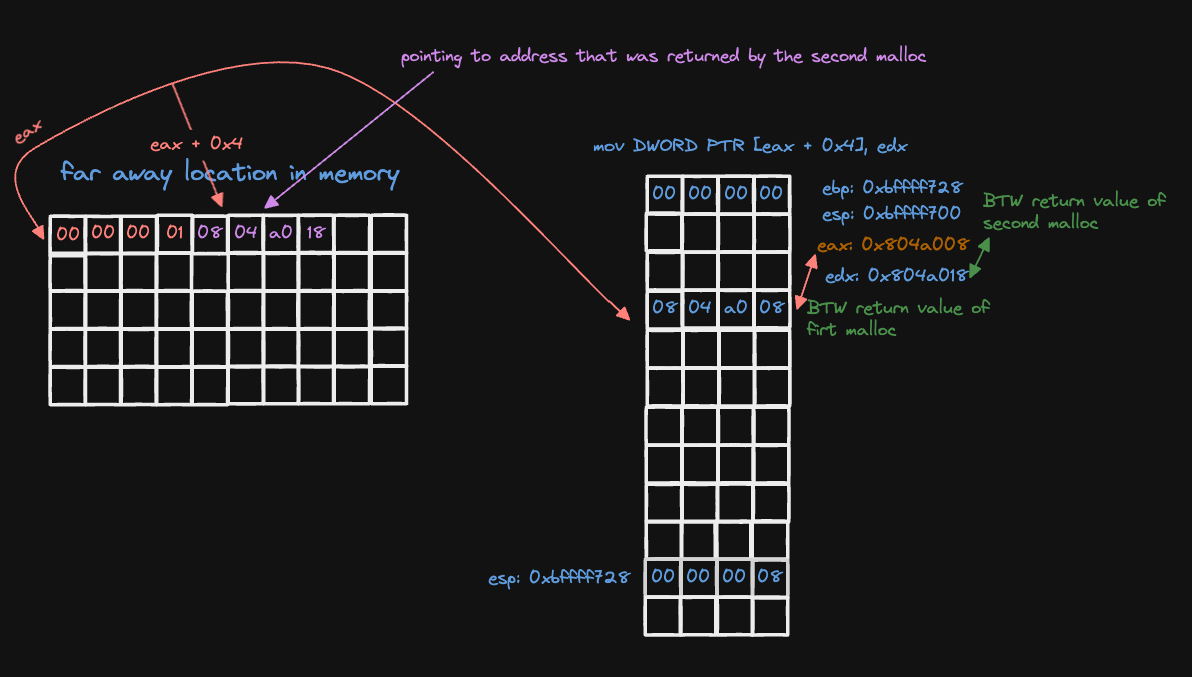 pointing to address that was returned by the second malloc
eax
eax + 0x4
far away location in memory
00 00 00 01 08 04 a0 18
mov DWORD PTR [eax + 0x4], edx
00 00 00 00
08 04 a0 08
esp: 0xbffff728
00 00 00 08
ebp: 0xbffff728
esp: 0xbffff700
eax: 0x804a008
edx: 0x804a018
BTW return value of
second malloc
BTW return value of
firt malloc